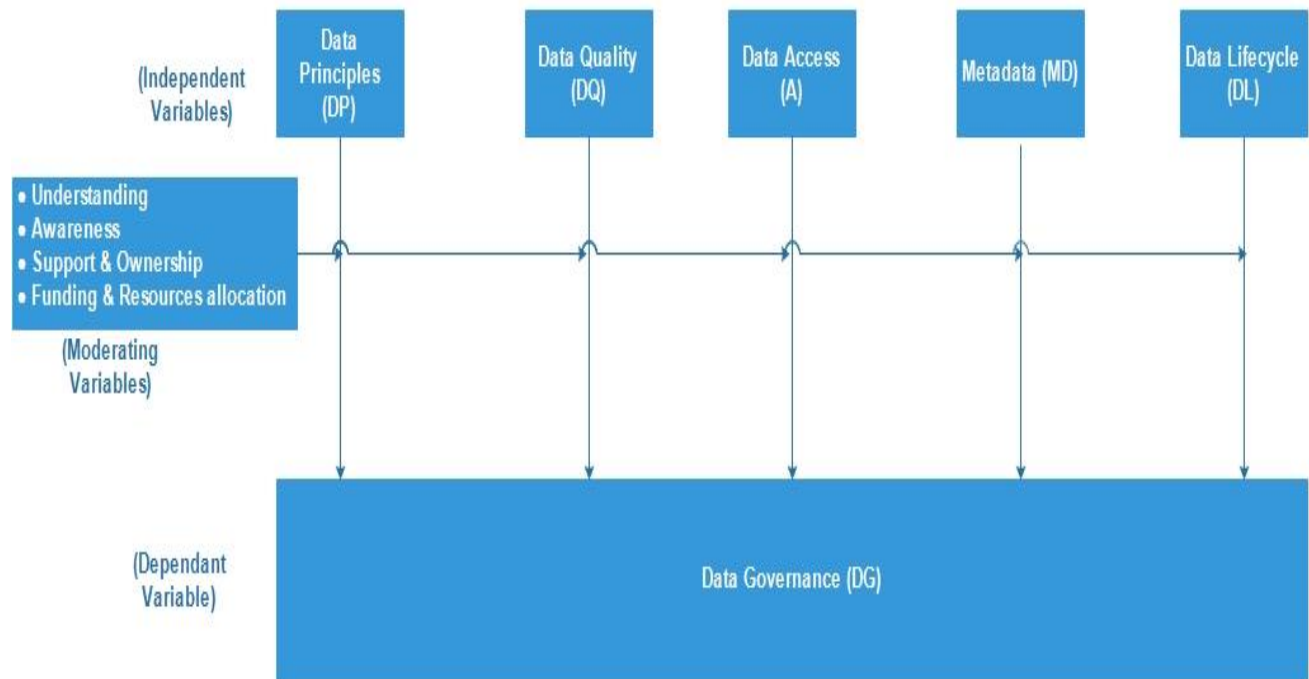 Data
Principles
(DP)
Data Quality
(DQ)
Data Access
(A)
Metadata (MD)
Data Lifecycle
(DL)
(Independent
Variables)
• Understanding
• Awareness
• Support & Ownership
• Funding & Resources allocation
(Moderating
Variables)
(Dependant
Variable)
Data Governance (DG)